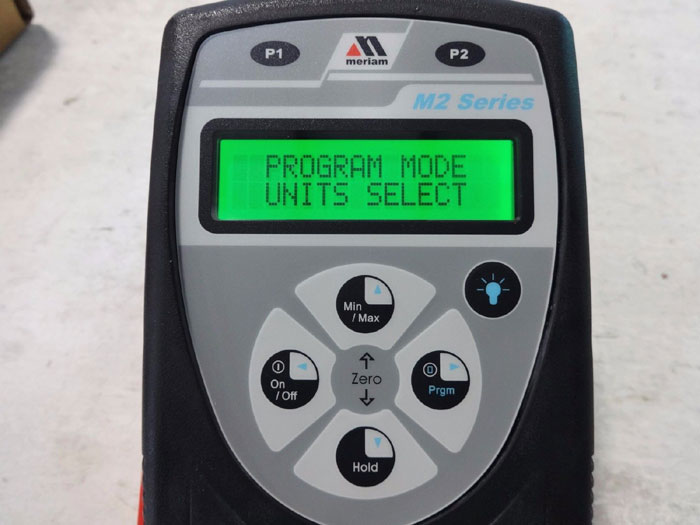 P1
meriam
P2
M2 Series
PROGRAM MODE
UNITS SELECT
Min
/ Max
On
/ Off
Zero
Prgm
Hold